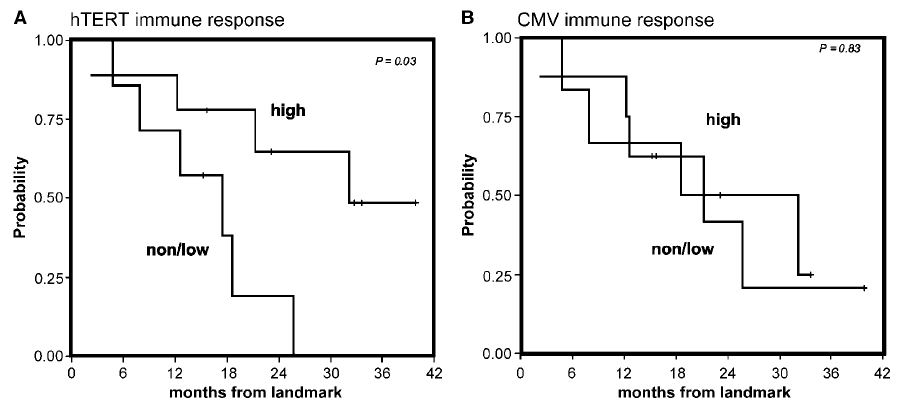 A hTERT immune response
1.00
0.75
0.50
0.25
0.00
Probability
P = 0.03
high
non/low
0 6 12 18 24 30 36 42
months from landmark
B CMV immune response
1.00
0.75
0.50
0.25
0.00
Probability
P = 0.83
high
non/low
0 6 12 18 24 30 36 42
months from landmark